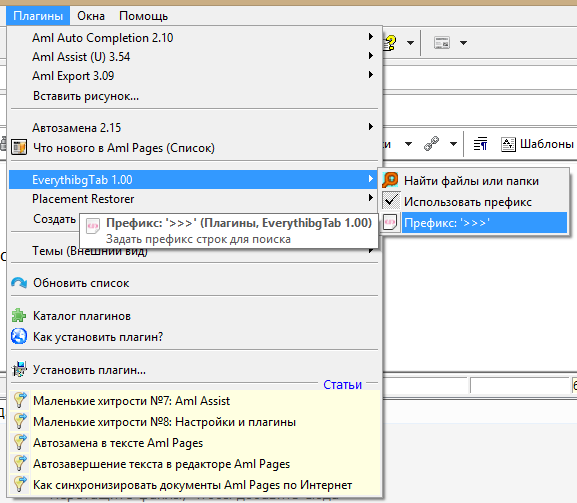 Плагины Окна Помощь
Aml Auto Completion 2.10
Aml Assist (U) 3.54
Aml Export 3.09
Вставить рисунок...
Автозамена 2.15
Что нового в Aml Pages (Список)
Шаблоны
EverythibgTab 1.00
Найти файлы или папки
Placement Restorer
Использовать префикс
Создать
Префикс: '>>>' (Плагины, EverythibgTab 1.00)
Задать префикс строк для поиска
Префикс: '>>>'
Темы (Внешний вид)
Обновить список
Каталог плагинов
Как установить плагин?
Установить плагин...
Статьи
Маленькие хитрости №7: Aml Assist
Маленькие хитрости №8: Настройки и плагины
Автозамена в тексте Aml Pages
Автозавершение текста в редакторе Aml Pages
Как синхронизировать документы Aml Pages по Интернет